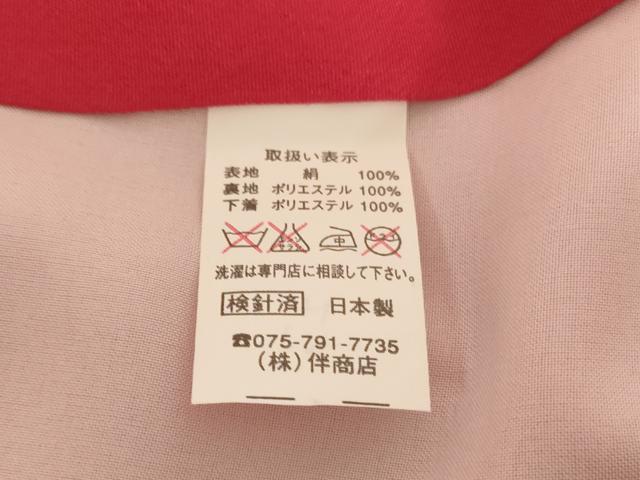 取扱い表示
表地 絹 100%
裏地 ポリエステル 100%
下着 ポリエステル 100%
中
洗濯は専門店に相談して下さい。
検針済 日本製
☎075-791-7735
(株)伴商店